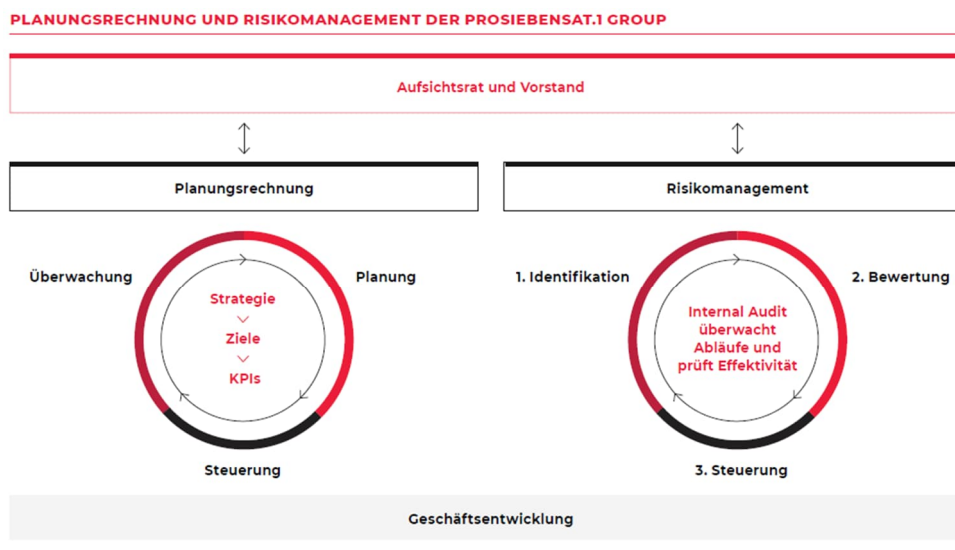 PLANUNGSRECHNUNG UND RISIKOMANAGEMENT DER PROSIEBENSAT.1 GROUP
Aufsichtsrat und Vorstand
Planungsrechnung
Überwachung
Planung
Strategie
Ziele
KPIs
Steuerung
Risikomanagement
1. Identifikation
2. Bewertung
Internal Audit
überwacht
Abläufe und
prüft Effektivität
3. Steuerung
Geschäftsentwicklung